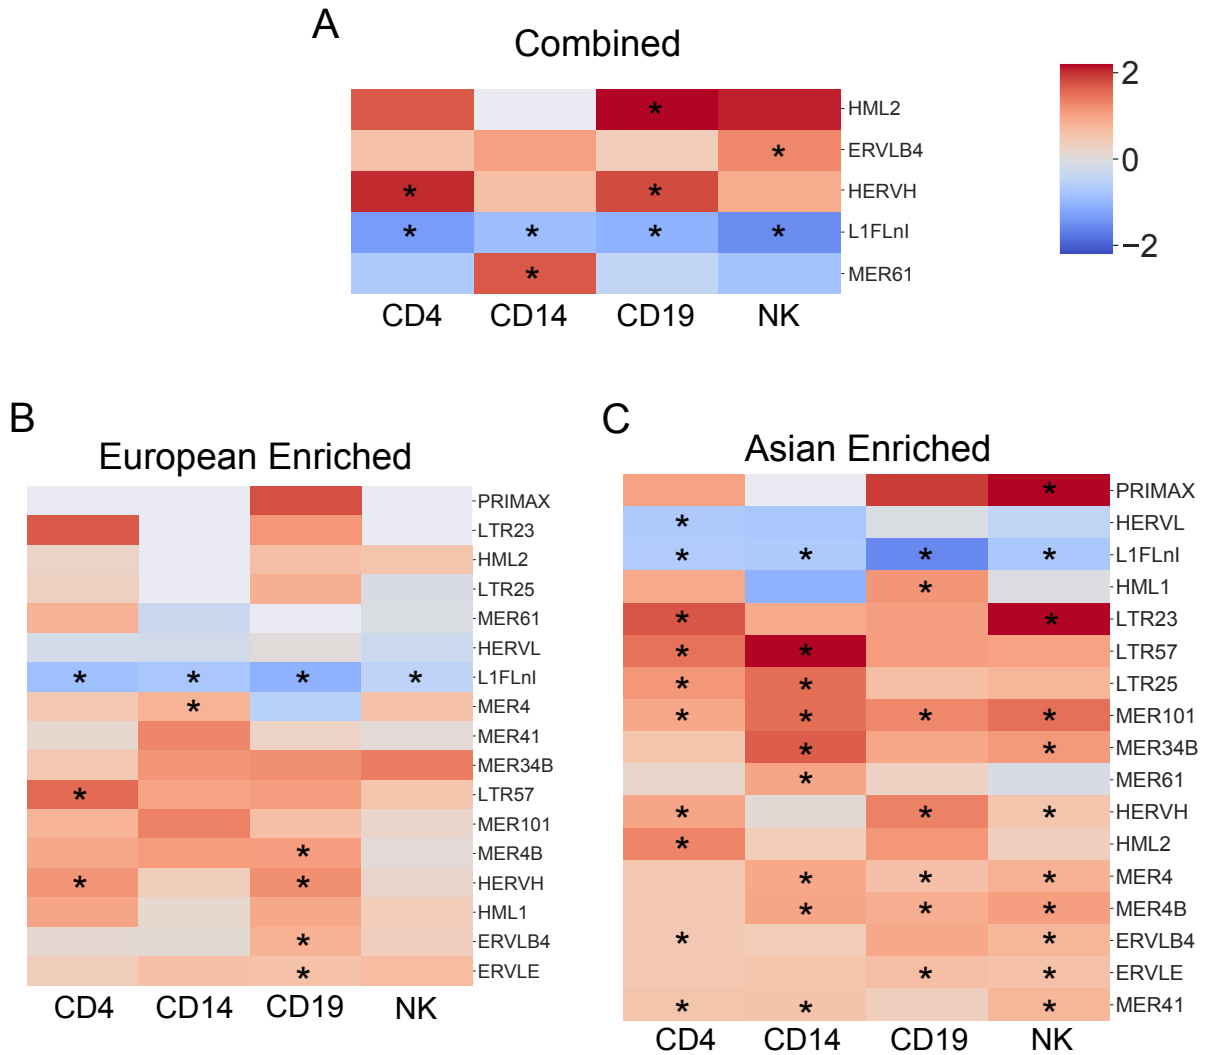 A
Combined
HML2
ERVLB4
HERVH
L1FLnI
MER61
CD4 CD14 CD19 NK
2
0
−2
* 
*
* *
* * * *
*
B
European Enriched
PRIMAX
LTR23
HML2
LTR25
MER61
HERVL
* * * * L1FLnI
* MER4
MER41
MER34B
* LTR57
MER101
* MER4B
* * HERVH
HML1
* ERVLB4
* ERVLE
CD4 CD14 CD19 NK
C
Asian Enriched
* PRIMAX
* HERVL
* * * * L1FLnI
* HML1
* * LTR23
* * LTR57
* * LTR25
* * * * MER101
* * MER34B
* MER61
* * * HERVH
* HML2
* * * MER4
* * * MER4B
* * ERVLB4
* * ERVLE
* * * MER41
CD4 CD14 CD19 NK